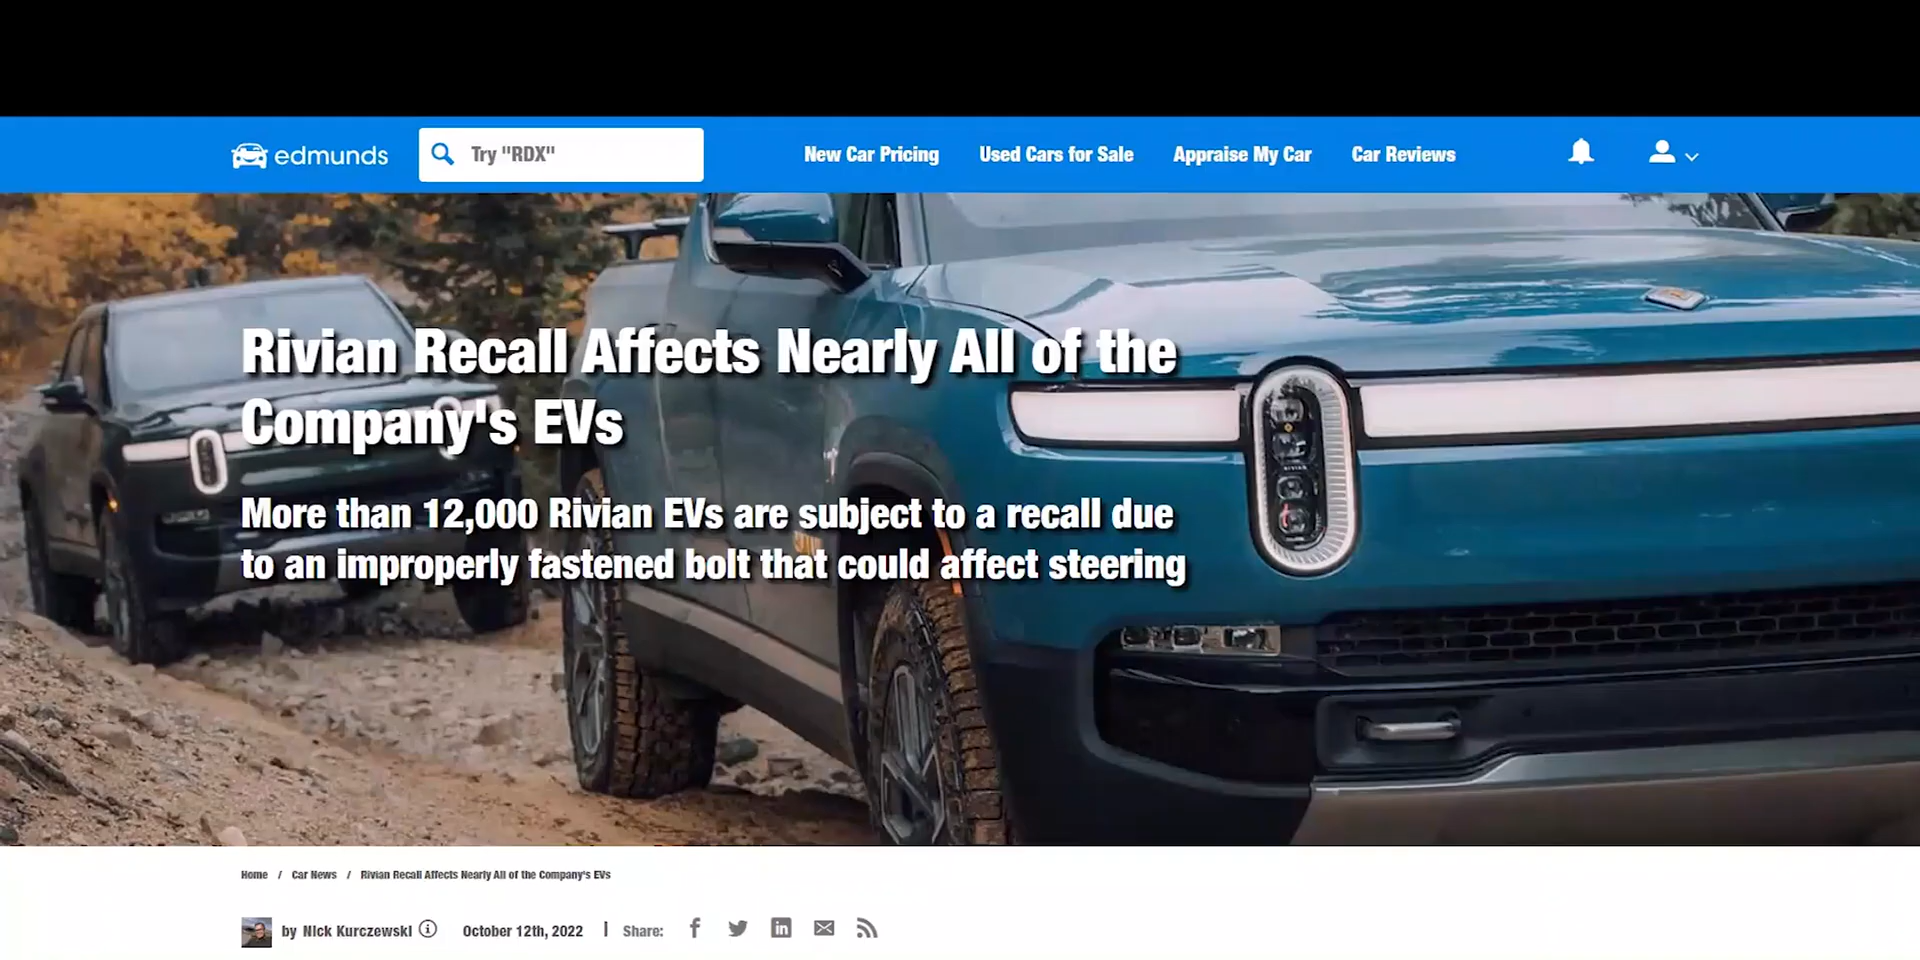 edmunds
Try "RDX"
New Car Pricing
Used Cars for Sale
Appraise My Car
Car Reviews
Rivian Recall Affects Nearly All of the
Company's EVs
More than 12,000 Rivian EVs are subject to a recall due
to an improperly fastened bolt that could affect steering
Home / Car News / Rivian Recall Affects Nearly All of the Company's EVs
by Nick Kurczewski
October 12th, 2022
Share: